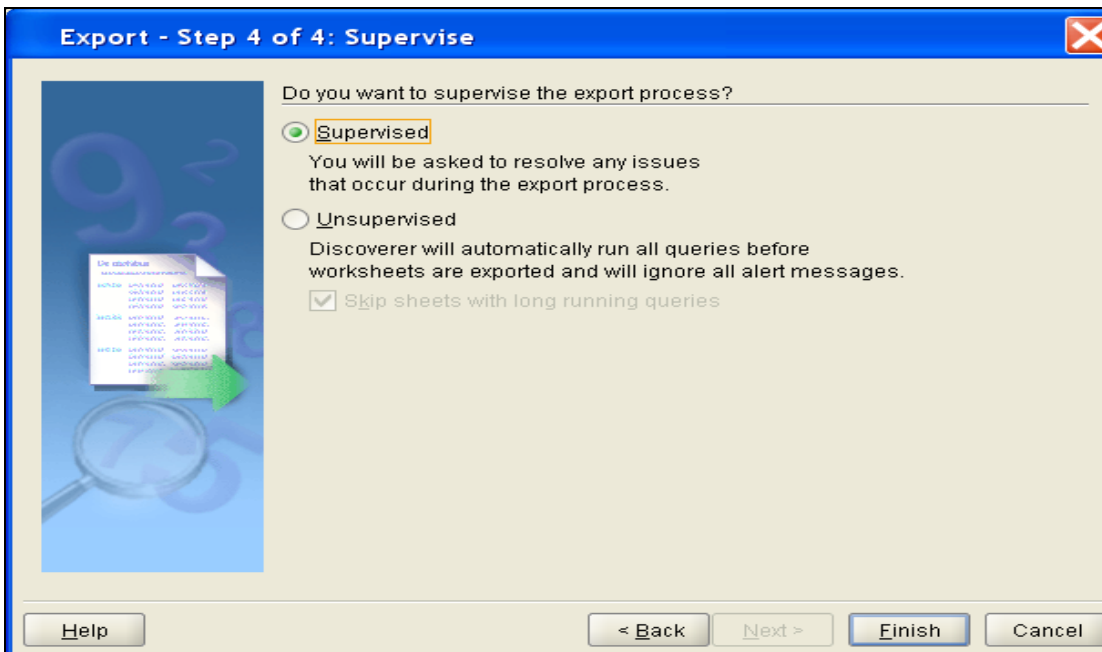 Export - Step 4 of 4: Supervise
Do you want to supervise the export process?
Supervised
You will be asked to resolve any issues
that occur during the export process.
Unsupervised
Discoverer will automatically run all queries before
worksheets are exported and will ignore all alert messages.
Skip sheets with long running queries
Help
< Back
Next >
Finish
Cancel